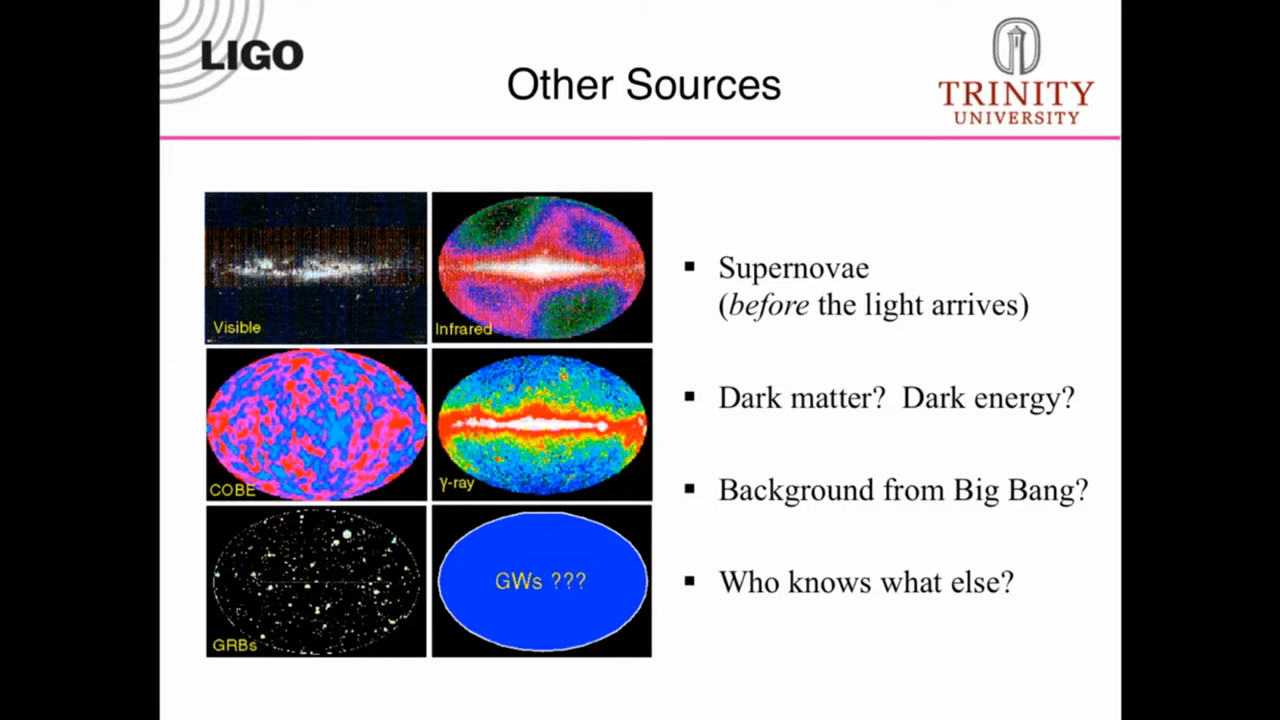 LIGO
Other Sources
TRINITY
UNIVERSITY
Visible
Infrared
COBE
γ-ray
GRBs
GWs ???
▪ Supernovae
(before the light arrives)
▪ Dark matter?  Dark energy?
▪ Background from Big Bang?
▪ Who knows what else?